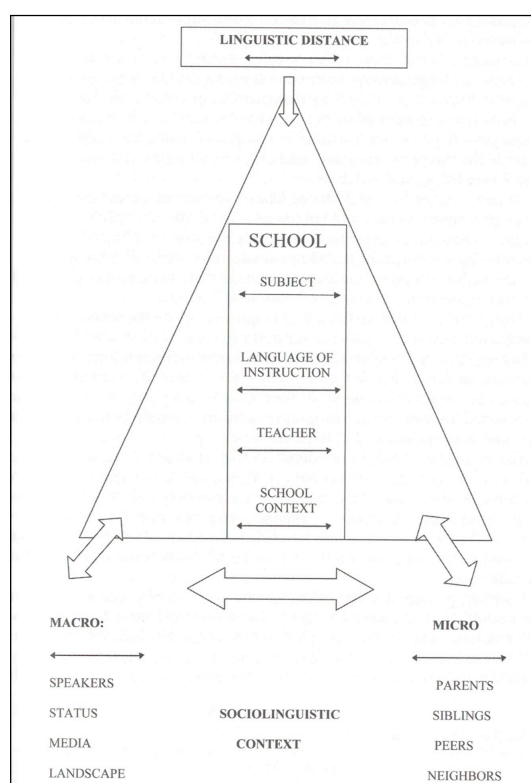 LINGUISTIC DISTANCE
SCHOOL
SUBJECT
LANGUAGE OF
INSTRUCTION
TEACHER
SCHOOL
CONTEXT
MACRO:
SPEAKERS
STATUS
MEDIA
LANDSCAPE
SOCIOLINGUISTIC
CONTEXT
MICRO
PARENTS
SIBLINGS
PEERS
NEIGHBORS